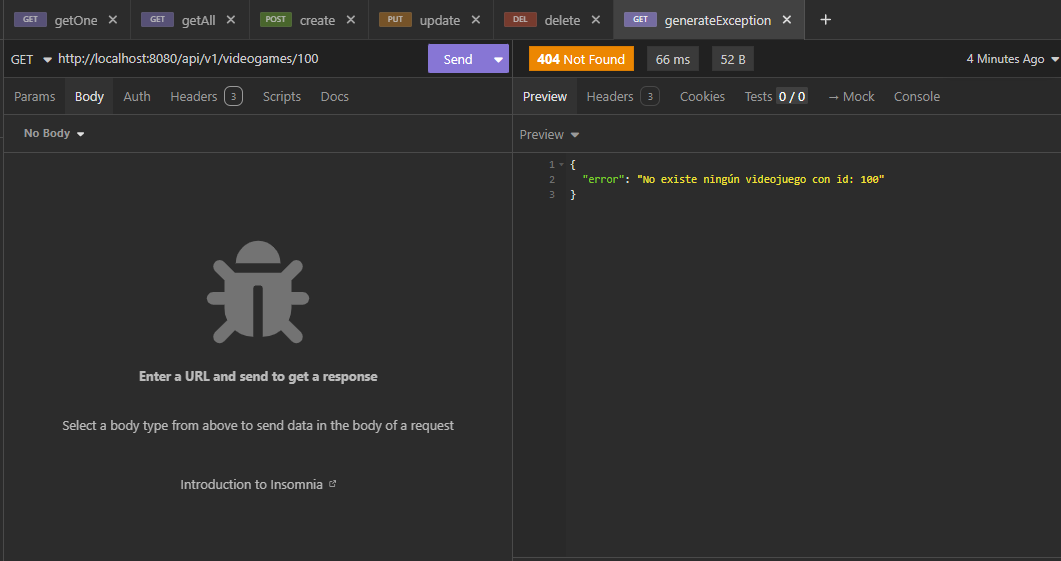 GET getOne × GET getAll × POST create × PUT update × DEL delete × GET generateException × +
GET http://localhost:8080/api/v1/videogames/100 Send
404 Not Found 66 ms 52 B 4 Minutes Ago
Params Body Auth Headers 3 Scripts Docs
Preview Headers 3 Cookies Tests 0 / 0 → Mock Console
No Body
Preview
1 {
2 "error": "No existe ningún videojuego con id: 100"
3 }
Enter a URL and send to get a response
Select a body type from above to send data in the body of a request
Introduction to Insomnia